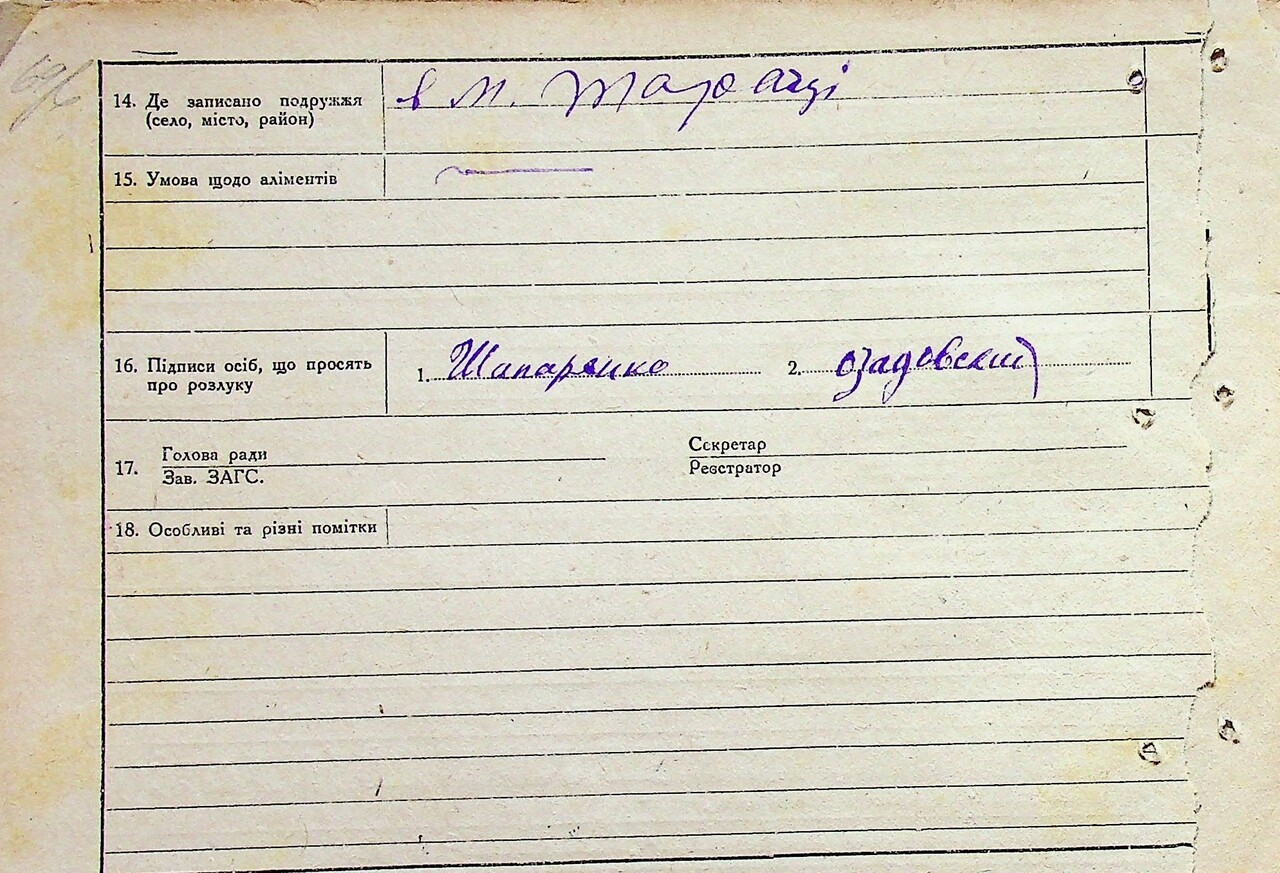 14. Де записано подружжя
(село, місто, район)
в м. Таращі
15. Умова щодо аліментів
16. Підписи осіб, що просять
про розлуку
1. Шапаренко 2. Озадовский
17. Голова ради Секретар
Зав. ЗАГС. Реєстратор
18. Особливі та різні помітки